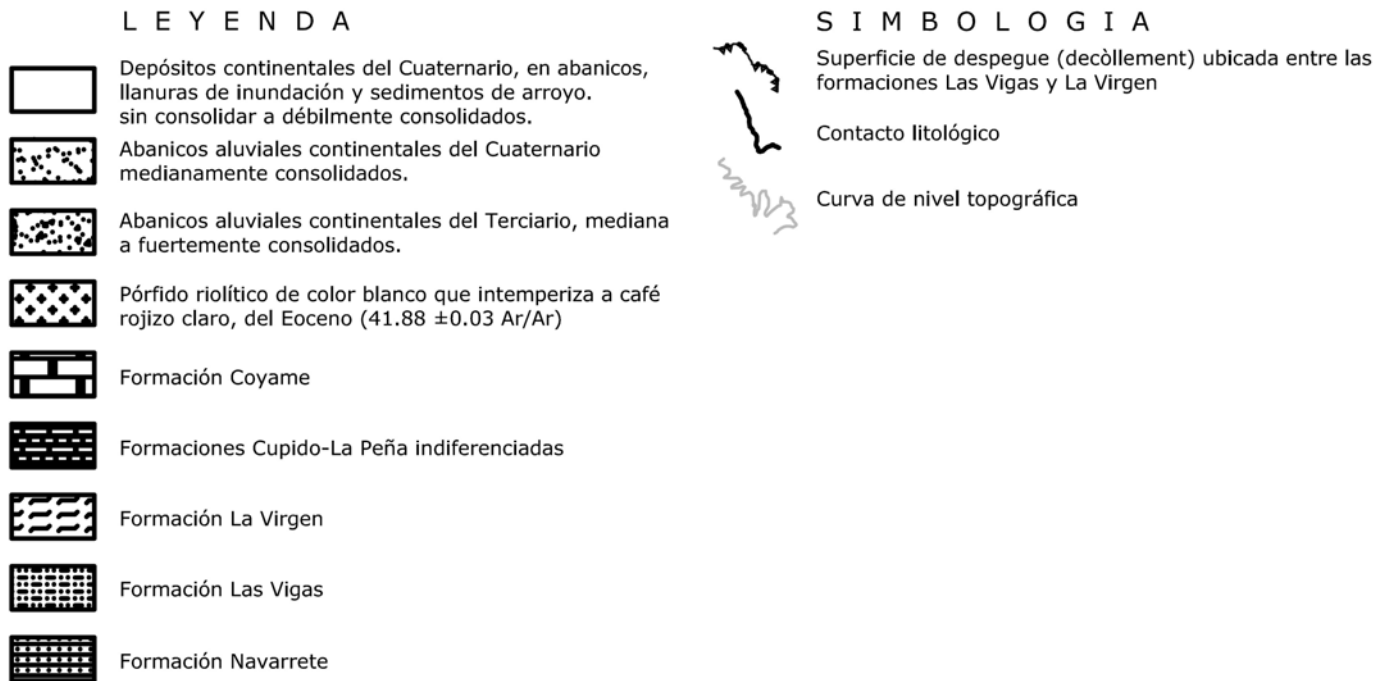 L E Y E N D A
Depósitos continentales del Cuaternario, en abanicos,
llanuras de inundación y sedimentos de arroyo.
sin consolidar a débilmente consolidados.
Abanicos aluviales continentales del Cuaternario
medianamente consolidados.
Abanicos aluviales continentales del Terciario, mediana
a fuertemente consolidados.
Pórfido riolítico de color blanco que intemperiza a café
rojizo claro, del Eoceno (41.88 ±0.03 Ar/Ar)
Formación Coyame
Formaciones Cupido-La Peña indiferenciadas
Formación La Virgen
Formación Las Vigas
Formación Navarrete
S I M B O L O G I A
Superficie de despegue (decòllement) ubicada entre las
formaciones Las Vigas y La Virgen
Contacto litológico
Curva de nivel topográfica